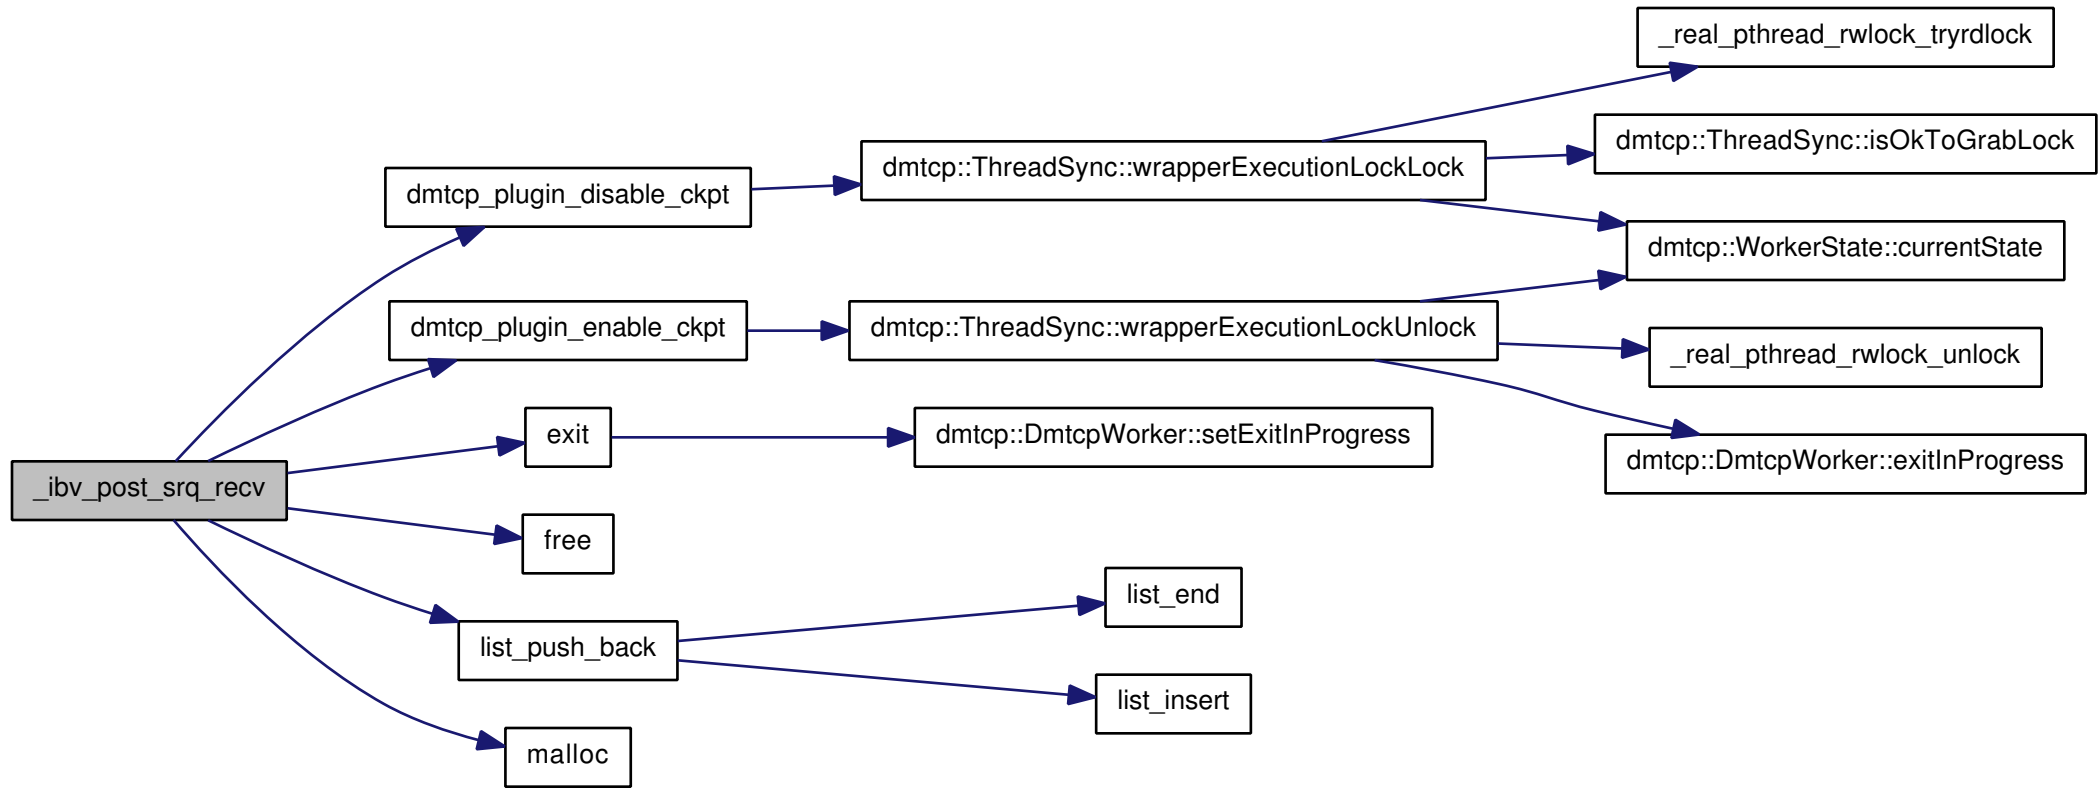 _real_pthread_rwlock_tryrdlock
dmtcp::ThreadSync::isOkToGrabLock
dmtcp::ThreadSync::wrapperExecutionLockLock
dmtcp_plugin_disable_ckpt
dmtcp::WorkerState::currentState
dmtcp_plugin_enable_ckpt
dmtcp::ThreadSync::wrapperExecutionLockUnlock
_real_pthread_rwlock_unlock
exit
dmtcp::DmtcpWorker::setExitInProgress
dmtcp::DmtcpWorker::exitInProgress
_ibv_post_srq_recv
free
list_end
list_push_back
list_insert
malloc